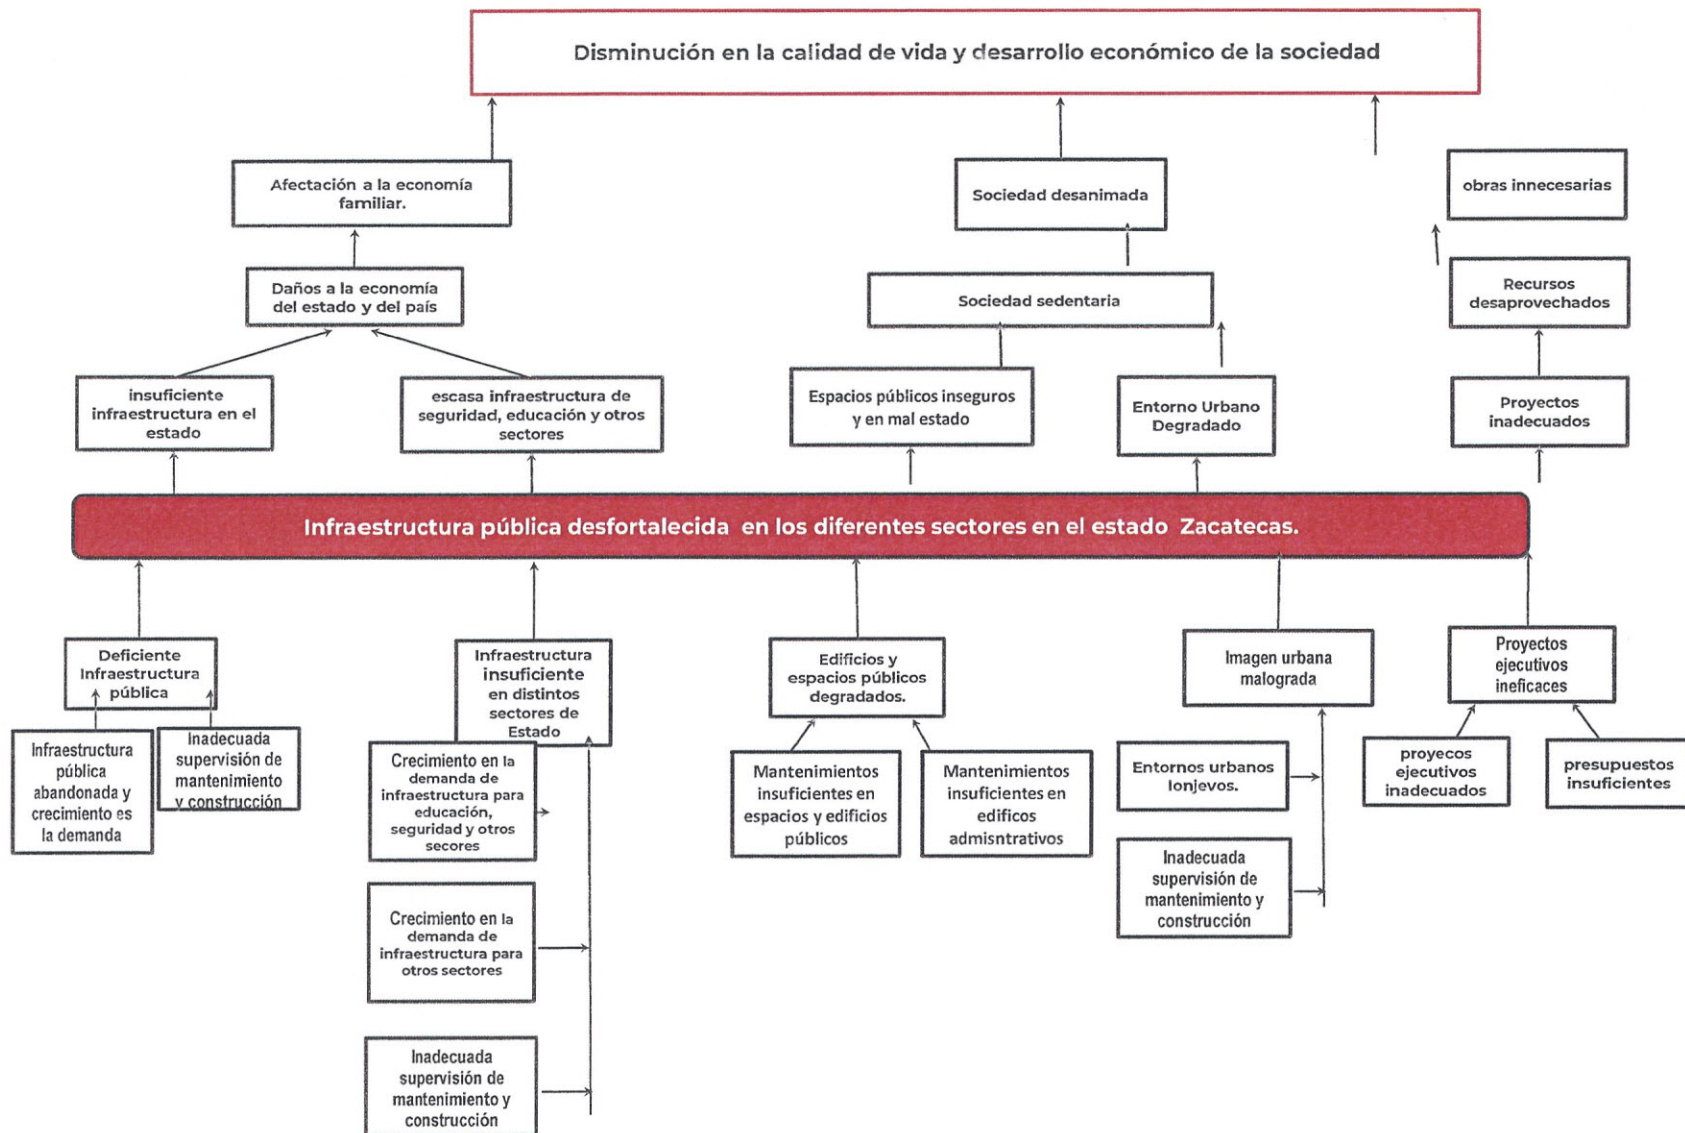 Disminución en la calidad de vida y desarrollo económico de la sociedad
Afectación a la economía
familiar.
Sociedad desanimada
obras innecesarias
Daños a la economía
del estado y del país
Sociedad sedentaria
Recursos
desaprovechados
insuficiente
infraestructura en el
estado
escasa infraestructura de
seguridad, educación y otros
sectores
Espacios públicos inseguros
y en mal estado
Entorno Urbano
Degradado
Proyectos
inadecuados
Infraestructura pública desfortalecida en los diferentes sectores en el estado Zacatecas.
Deficiente
Infraestructura
pública
Infraestructura
insuficiente
en distintos
sectores de
Estado
Edificios y
espacios públicos
degradados.
Imagen urbana
malograda
Proyectos
ejecutivos
ineficaces
Infraestructura
pública
abandonada y
crecimiento es
la demanda
Inadecuada
supervisión de
mantenimiento
y construcción
Crecimiento en la
demanda de
infraestructura para
educación,
seguridad y otros
secores
Mantenimientos
insuficientes en
espacios y edificios
públicos
Mantenimientos
insuficientes en
edificos
admisntrativos
Entornos urbanos
lonjevos.
proyecos
ejecutivos
inadecuados
presupuestos
insuficientes
Crecimiento en la
demanda de
infraestructura para
otros sectores
Inadecuada
supervisión de
mantenimiento y
construcción
Inadecuada
supervisión de
mantenimiento y
construcción